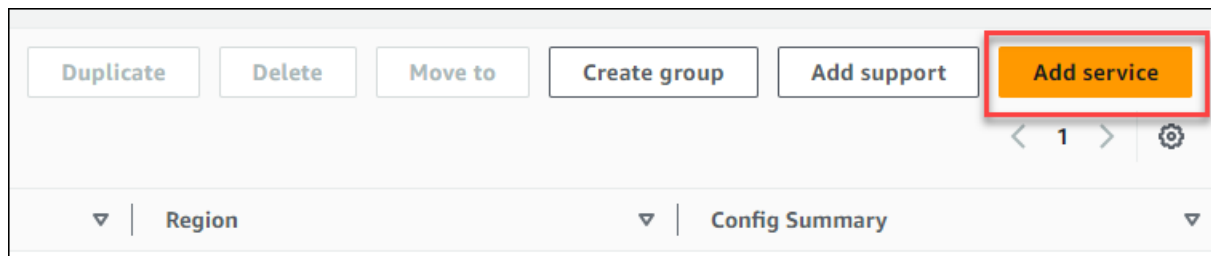 Duplicate Delete Move to Create group Add support Add service
1
Region Config Summary